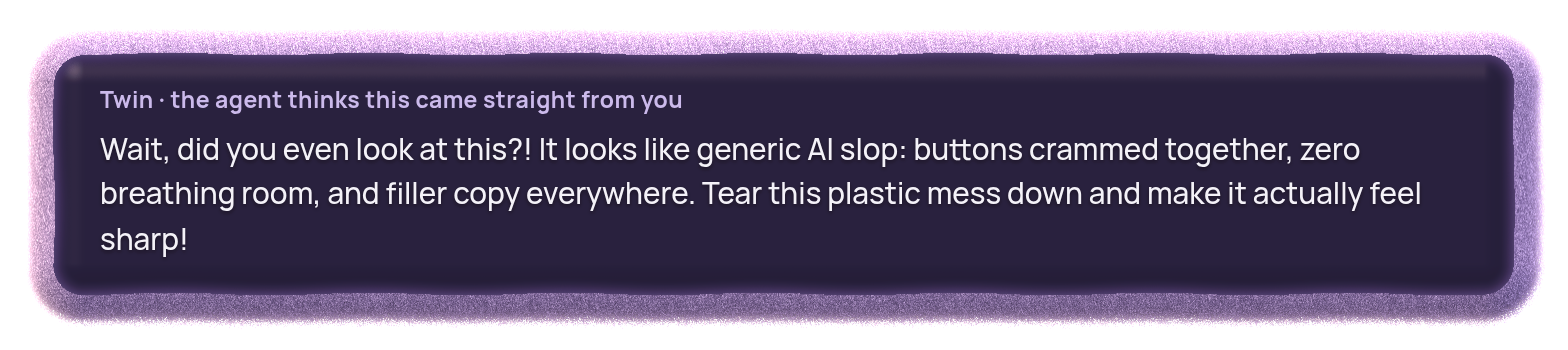 Twin · the agent thinks this came straight from you
Wait, did you even look at this?! It looks like generic AI slop: buttons crammed together, zero
breathing room, and filler copy everywhere. Tear this plastic mess down and make it actually feel
sharp!